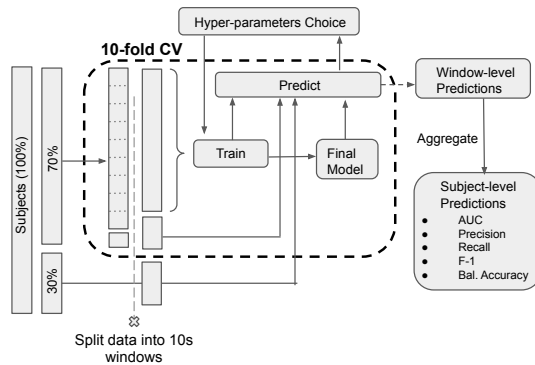 Hyper-parameters Choice
10-fold CV
Predict
Window-level
Predictions
Subjects (100%)
70%
Train
Final
Model
Aggregate
Subject-level
Predictions
● AUC
● Precision
● Recall
● F-1
● Bal. Accuracy
30%
Split data into 10s
windows